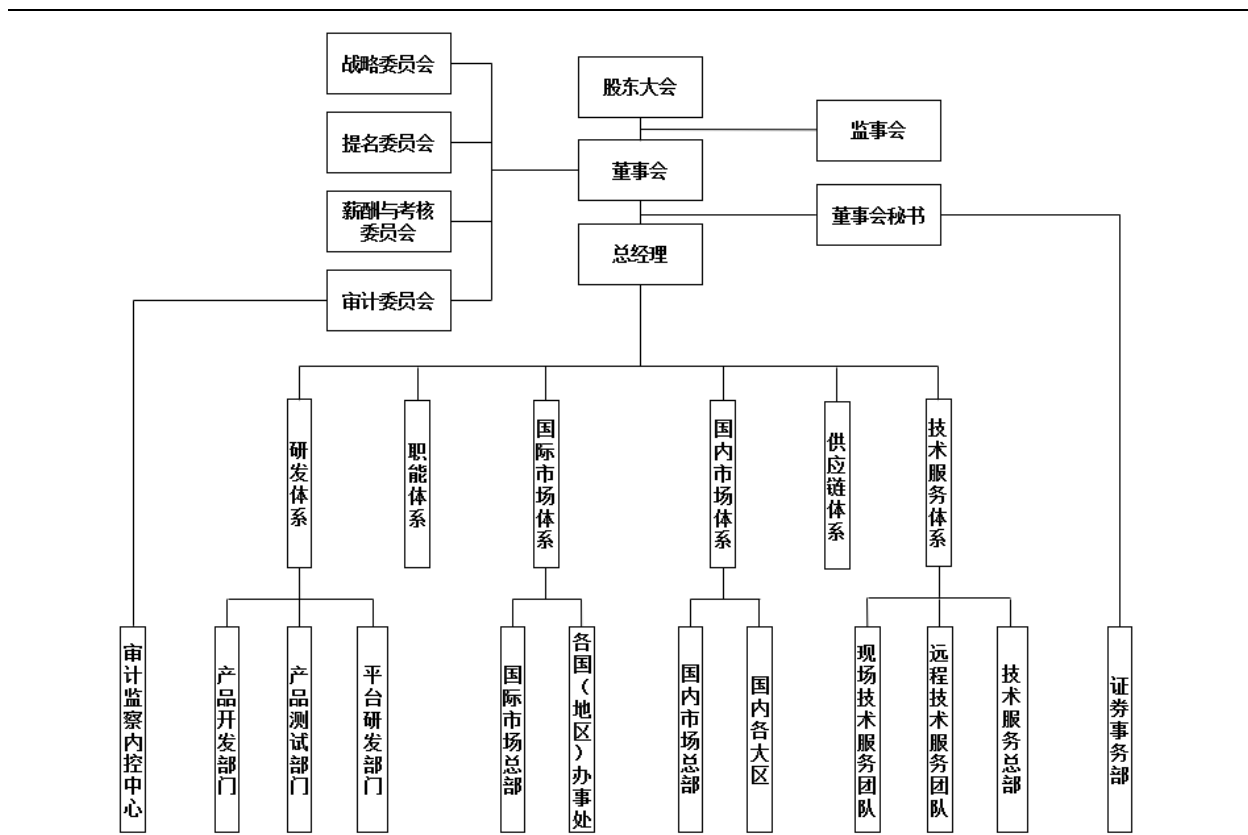 战略委员会
股东大会
监事会
提名委员会
董事会
薪酬与考核
委员会
董事会秘书
总经理
审计委员会
研发体系
职能体系
国际市场体系
国内市场体系
供应链体系
技术服务体系
审计监察内控中心
产品开发部门
产品测试部门
平台研发部门
国际市场总部
各国（地区）办事处
国内市场总部
国内各大区
现场技术服务团队
远程技术服务团队
技术服务总部
证券事务部